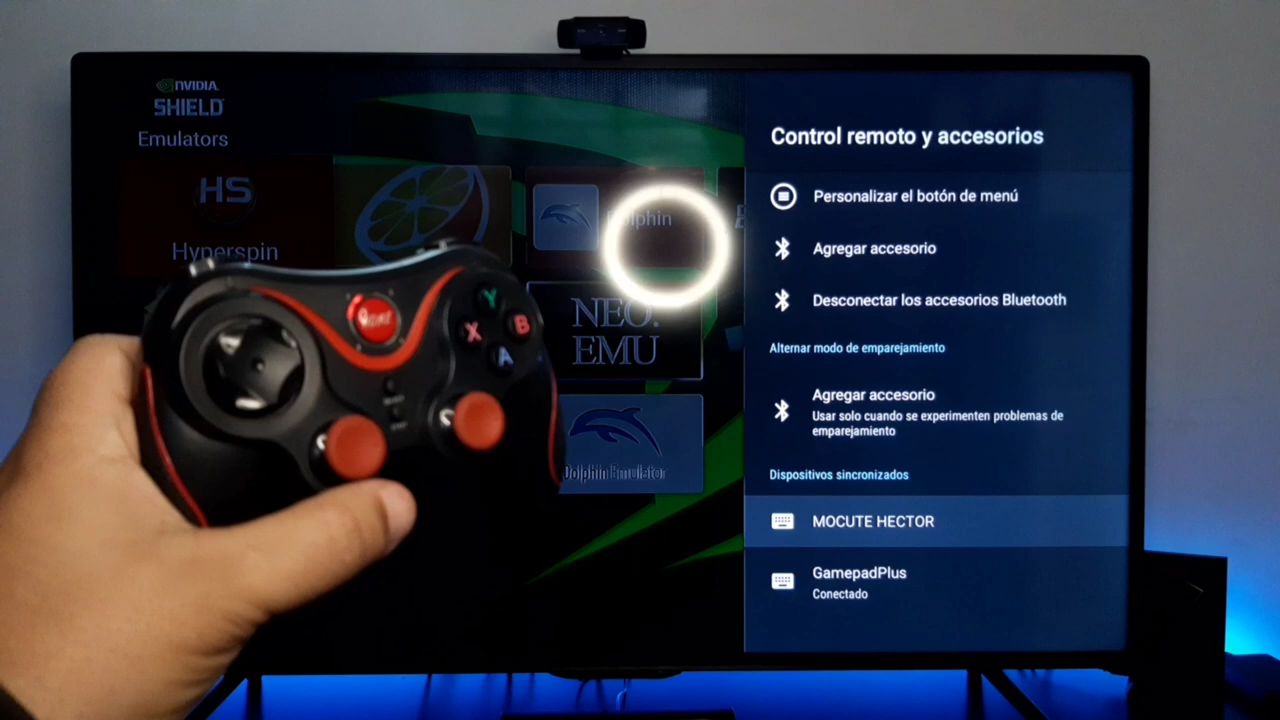 NVIDIA.
SHIELD
Emulators
HS
Hyperspin
Dolphin
NEO.
EMU
Dolphin Emulator
Y
X
B
A
Control remoto y accesorios
Personalizar el botón de menú
Agregar accesorio
Desconectar los accesorios Bluetooth
Alternar modo de emparejamiento
Agregar accesorio
Usar solo cuando se experimenten problemas de
emparejamiento
Dispositivos sincronizados
MOCUTE HECTOR
GamepadPlus
Conectado